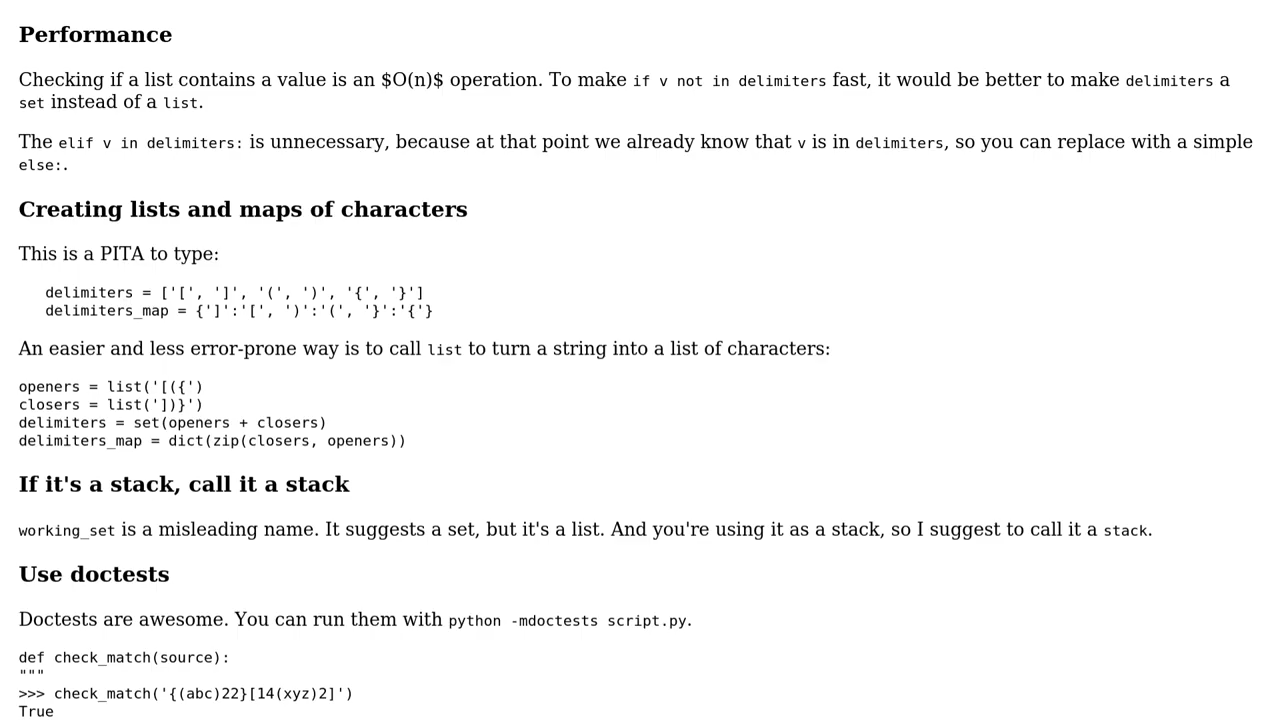 Performance
Checking if a list contains a value is an $O(n)$ operation. To make if v not in delimiters fast, it would be better to make delimiters a
set instead of a list.
The elif v in delimiters: is unnecessary, because at that point we already know that v is in delimiters, so you can replace with a simple
else:.
Creating lists and maps of characters
This is a PITA to type:
   delimiters = ['[', ']', '(', ')', '{', '}']
   delimiters_map = {']':'[', ')':'(', '}':'{'}
An easier and less error-prone way is to call list to turn a string into a list of characters:
openers = list('[({')
closers = list('])}')
delimiters = set(openers + closers)
delimiters_map = dict(zip(closers, openers))
If it's a stack, call it a stack
working_set is a misleading name. It suggests a set, but it's a list. And you're using it as a stack, so I suggest to call it a stack.
Use doctests
Doctests are awesome. You can run them with python -mdoctests script.py.
def check_match(source):
"""
>>> check_match('{(abc)22}[14(xyz)2]')
True